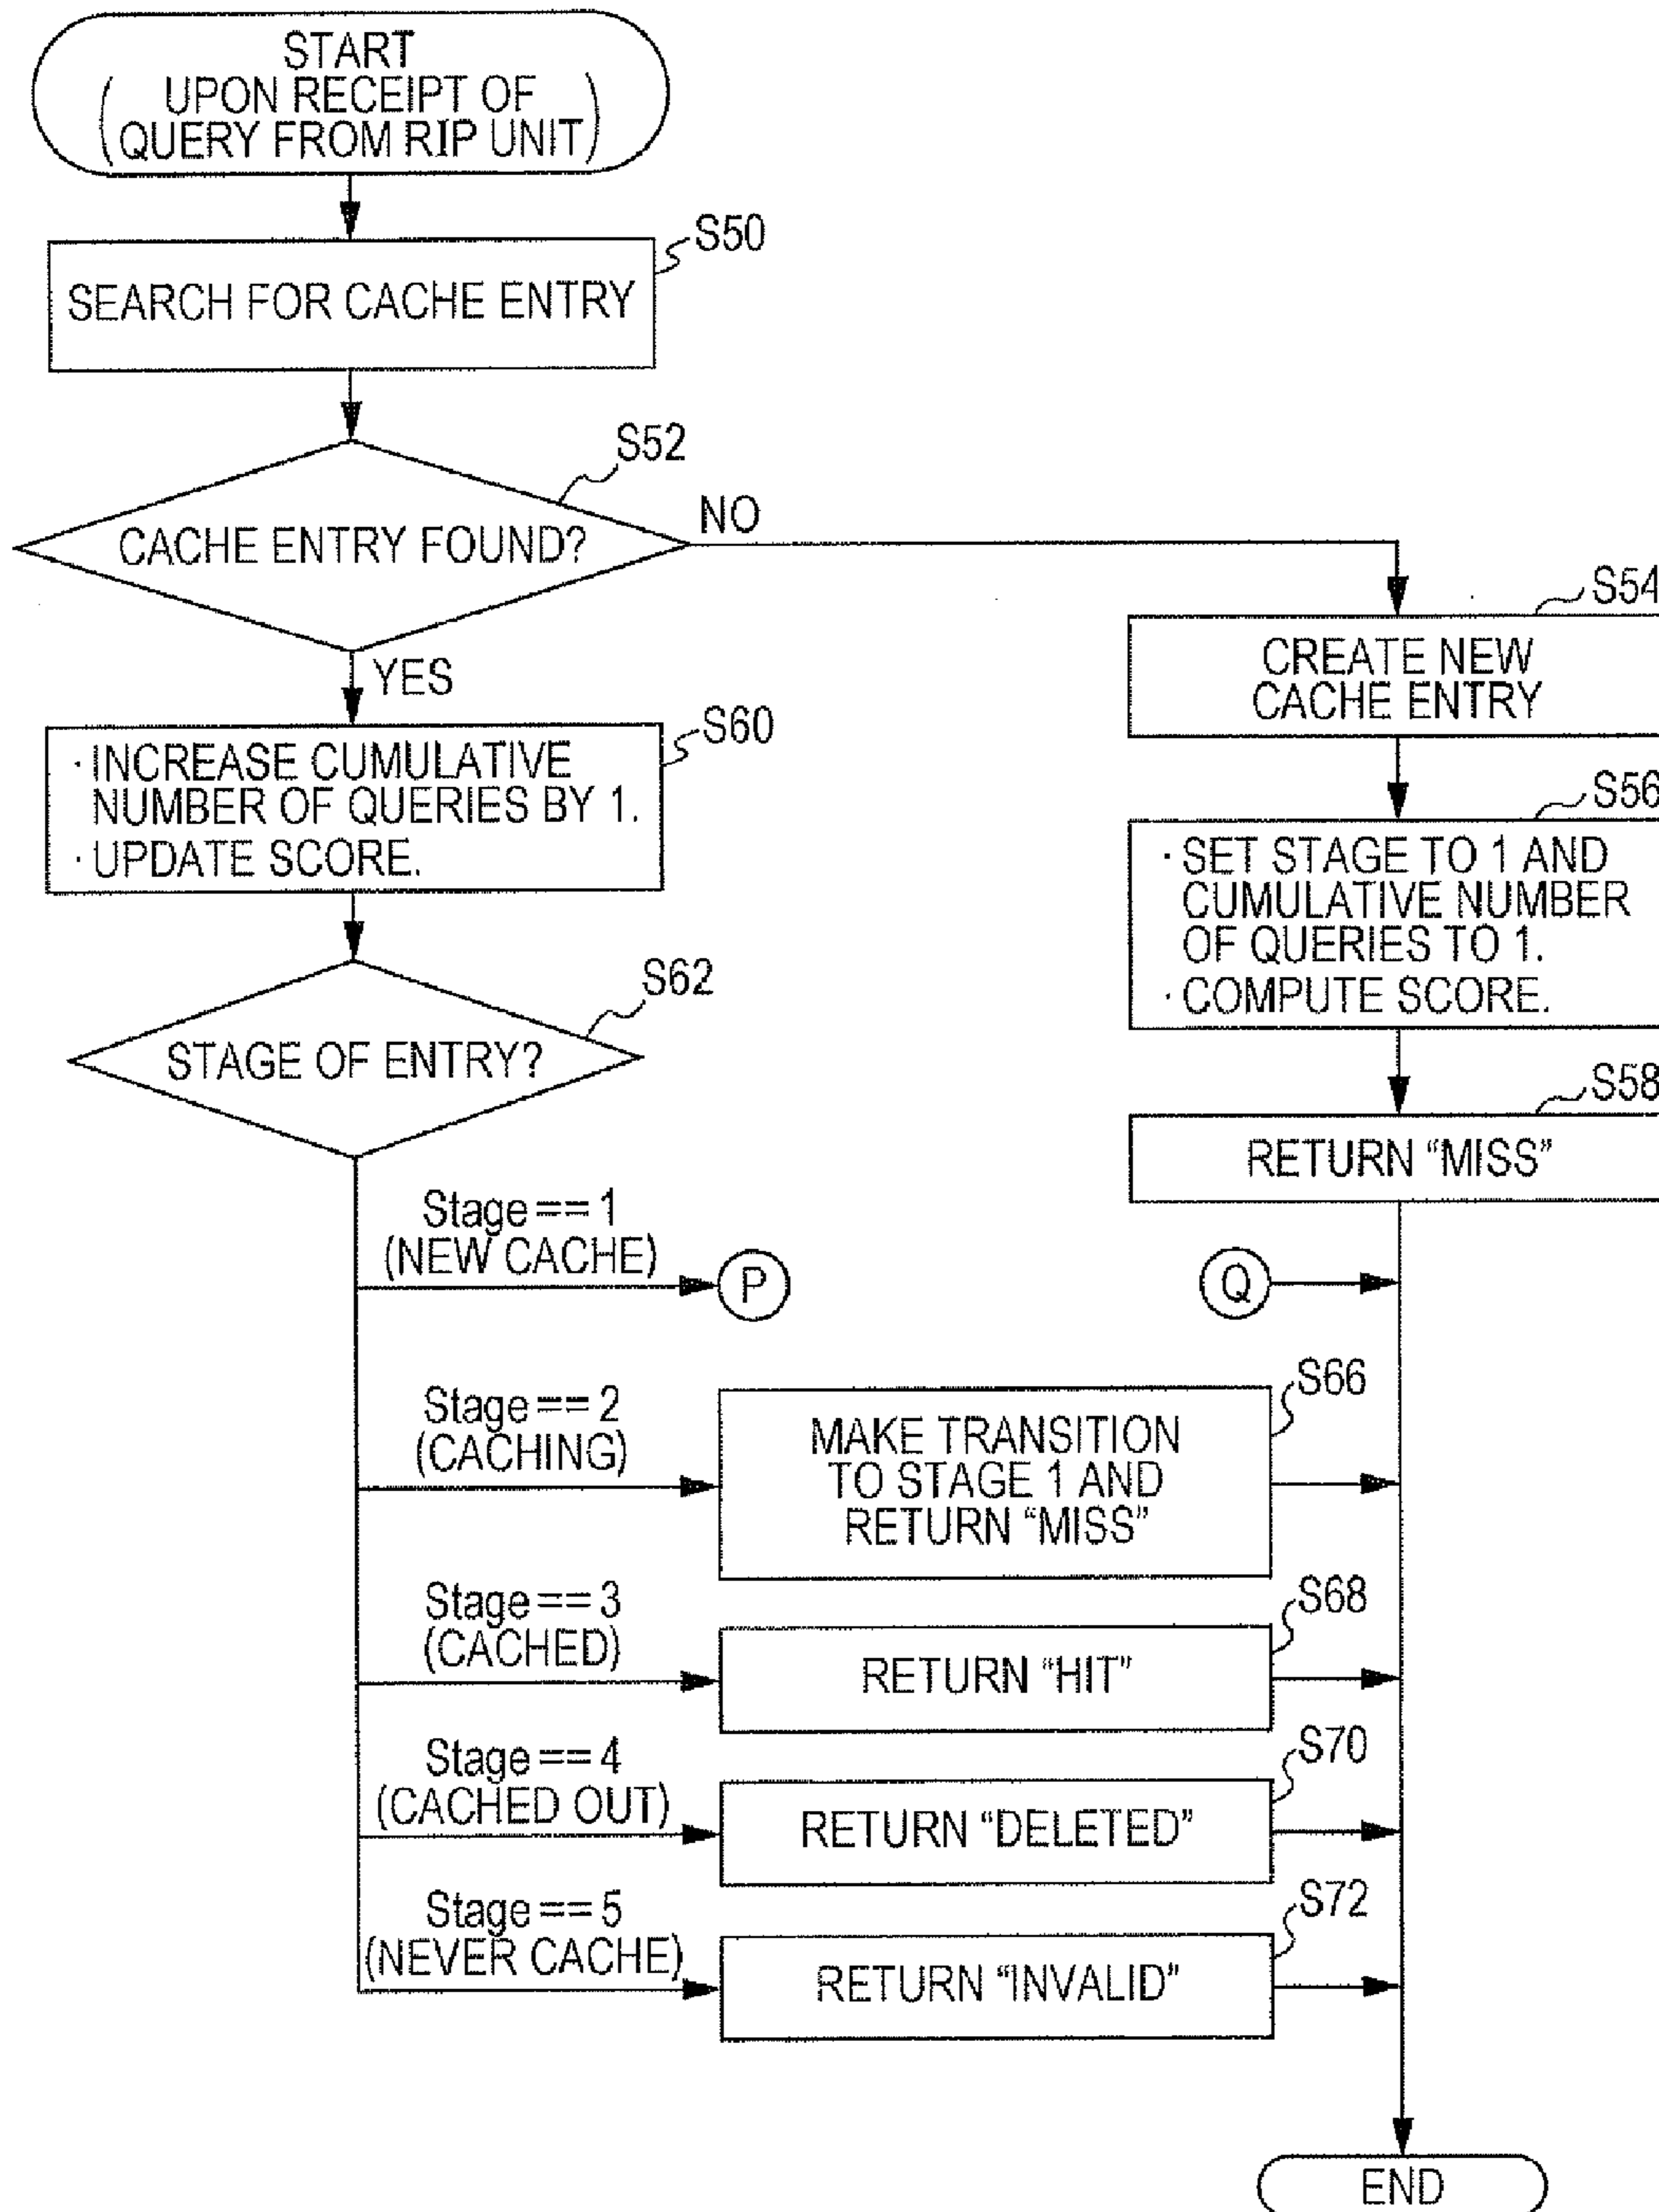 START
UPON RECEIPT OF
QUERY FROM RIP UNIT
S50
SEARCH FOR CACHE ENTRY
S52
CACHE ENTRY FOUND?
NO
YES
S54
CREATE NEW
CACHE ENTRY
S56
· SET STAGE TO 1 AND
CUMULATIVE NUMBER
OF QUERIES TO 1.
· COMPUTE SCORE.
S58
RETURN “MISS”
S60
· INCREASE CUMULATIVE
NUMBER OF QUERIES BY 1.
· UPDATE SCORE.
S62
STAGE OF ENTRY?
Stage == 1
(NEW CACHE)
P
Q
Stage == 2
(CACHING)
S66
MAKE TRANSITION
TO STAGE 1 AND
RETURN “MISS”
Stage == 3
(CACHED)
S68
RETURN “HIT”
Stage == 4
(CACHED OUT)
S70
RETURN “DELETED”
Stage == 5
(NEVER CACHE)
S72
RETURN “INVALID”
END